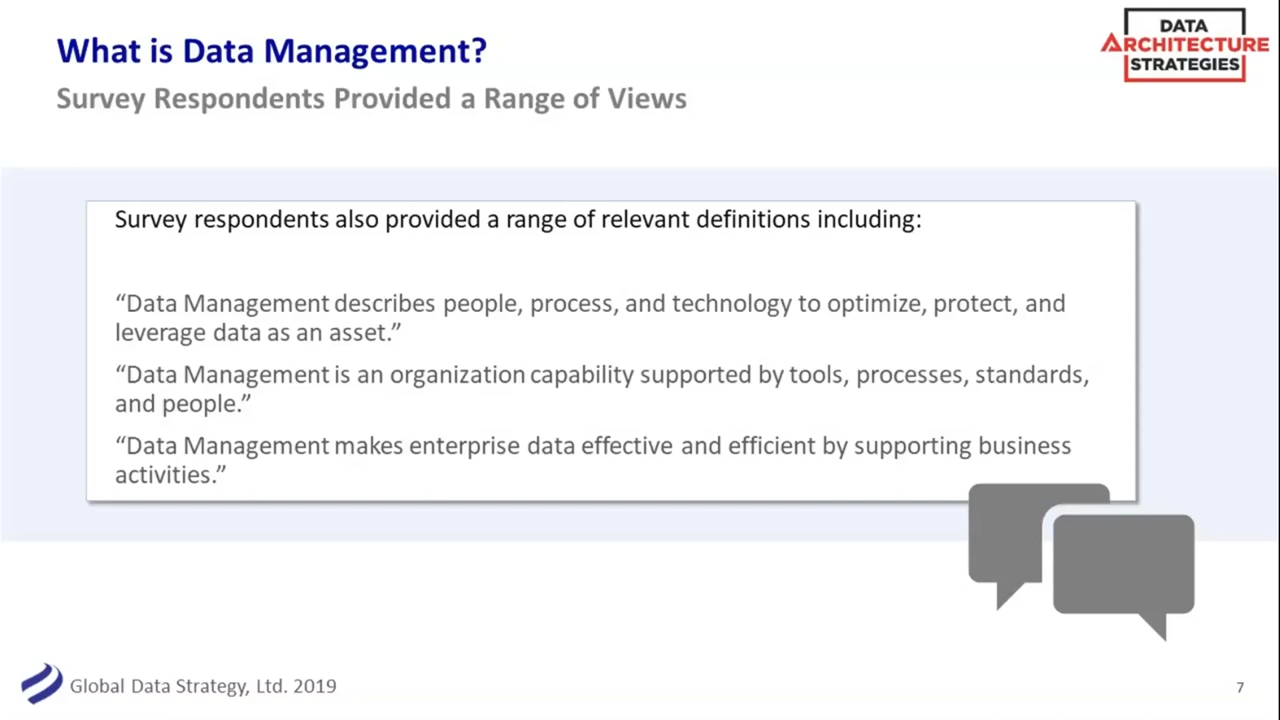 What is Data Management?
Survey Respondents Provided a Range of Views
DATA
ARCHITECTURE
STRATEGIES
Survey respondents also provided a range of relevant definitions including:
“Data Management describes people, process, and technology to optimize, protect, and
leverage data as an asset.”
“Data Management is an organization capability supported by tools, processes, standards,
and people.”
“Data Management makes enterprise data effective and efficient by supporting business
activities.”
Global Data Strategy, Ltd. 2019
7